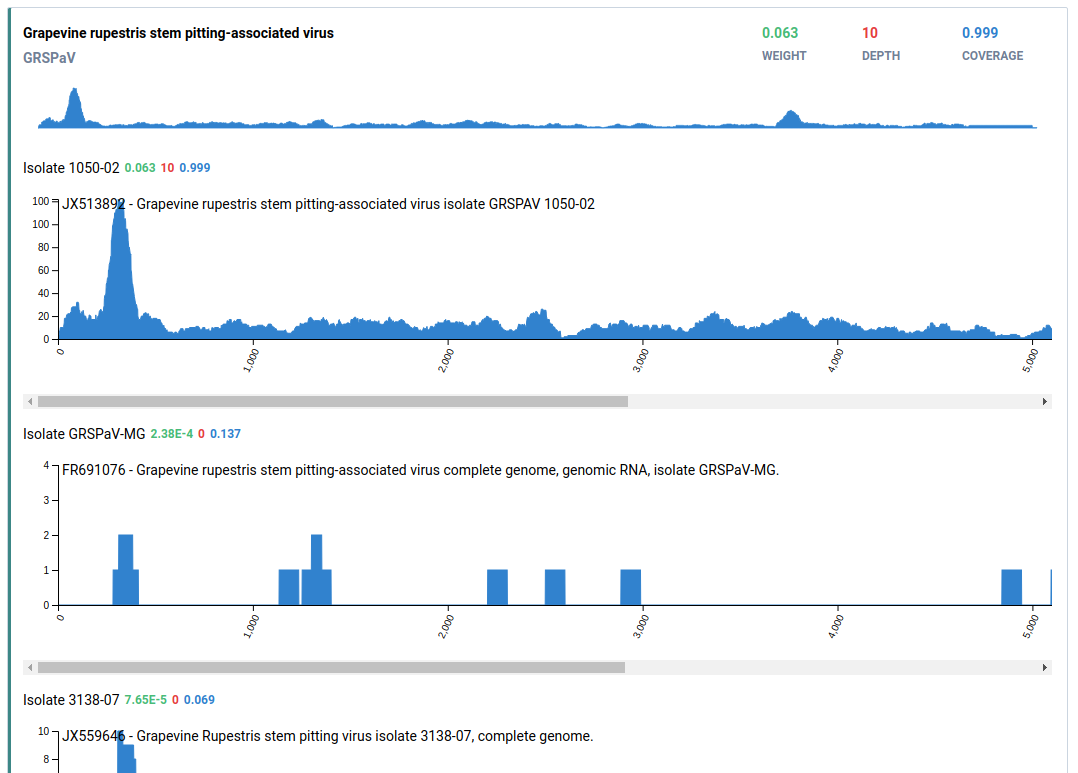 Grapevine rupestris stem pitting-associated virus 0.063 10 0.999
GRSPaV WEIGHT DEPTH COVERAGE
Isolate 1050-02 0.063 10 0.999
JX513892 - Grapevine rupestris stem pitting-associated virus isolate GRSPAV 1050-02
100
100
80
60
40
20
0
0 1,000 2,000 3,000 4,000 5,000
Isolate GRSPaV-MG 2.38E-4 0 0.137
FR691076 - Grapevine rupestris stem pitting-associated virus complete genome, genomic RNA, isolate GRSPaV-MG.
4
3
2
1
0
0 1,000 2,000 3,000 4,000 5,000
Isolate 3138-07 7.65E-5 0 0.069
JX559646 - Grapevine Rupestris stem pitting virus isolate 3138-07, complete genome.
10
8